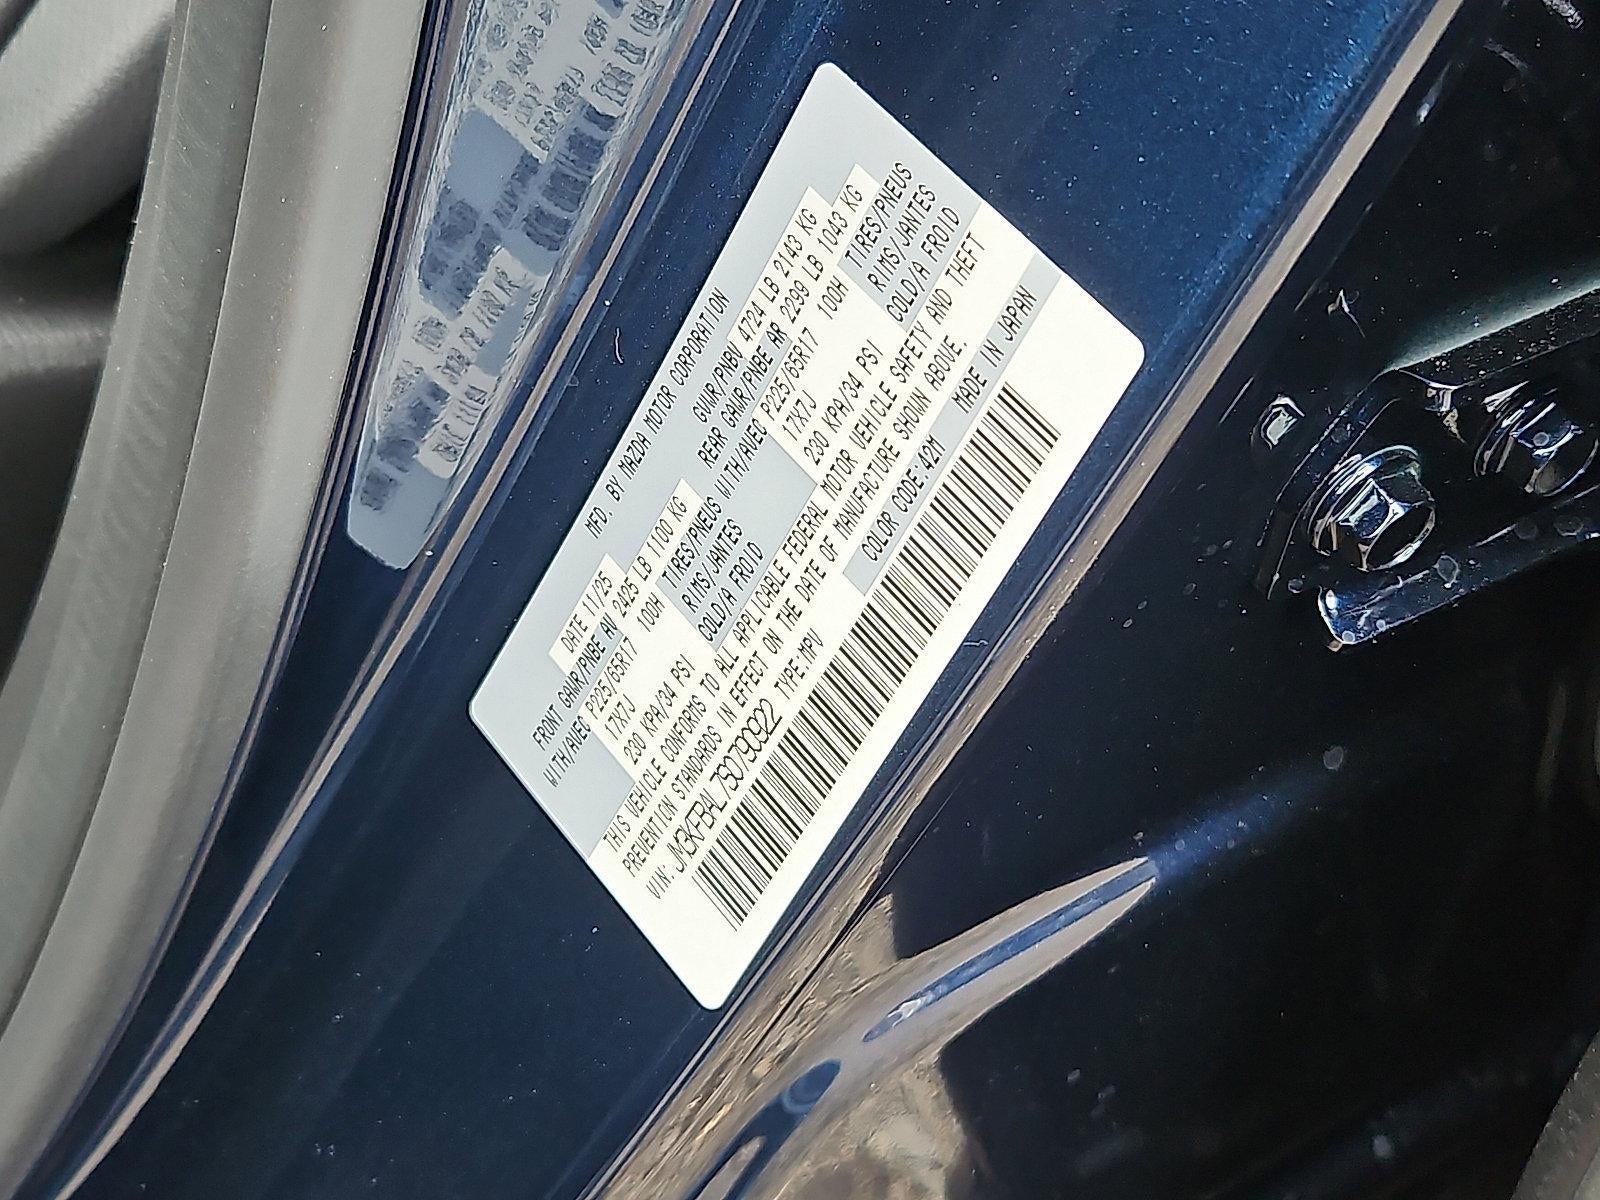 MFD. BY MAZDA MOTOR CORPORATION
DATE 11/25 GVWR/PNBV 4724 LB 2143 KG
FRONT GAWR/PNBE AV 2425 LB 1100 KG REAR GAWR/PNBE AR 2299 LB 1043 KG
WITH/AVEC P225/65R17 100H TIRES/PNEUS WITH/AVEC P225/65R17 100H TIRES/PNEUS
17X7J RIMS/JANTES 17X7J RIMS/JANTES
230 KPA/34 PSI COLD/A FROID 230 KPA/34 PSI COLD/A FROID
THIS VEHICLE CONFORMS TO ALL APPLICABLE FEDERAL MOTOR VEHICLE SAFETY AND THEFT
PREVENTION STANDARDS IN EFFECT ON THE DATE OF MANUFACTURE SHOWN ABOVE.
VIN: JM3KFBAL7S0790922 TYPE:MPV COLOR CODE:42M MADE IN JAPAN